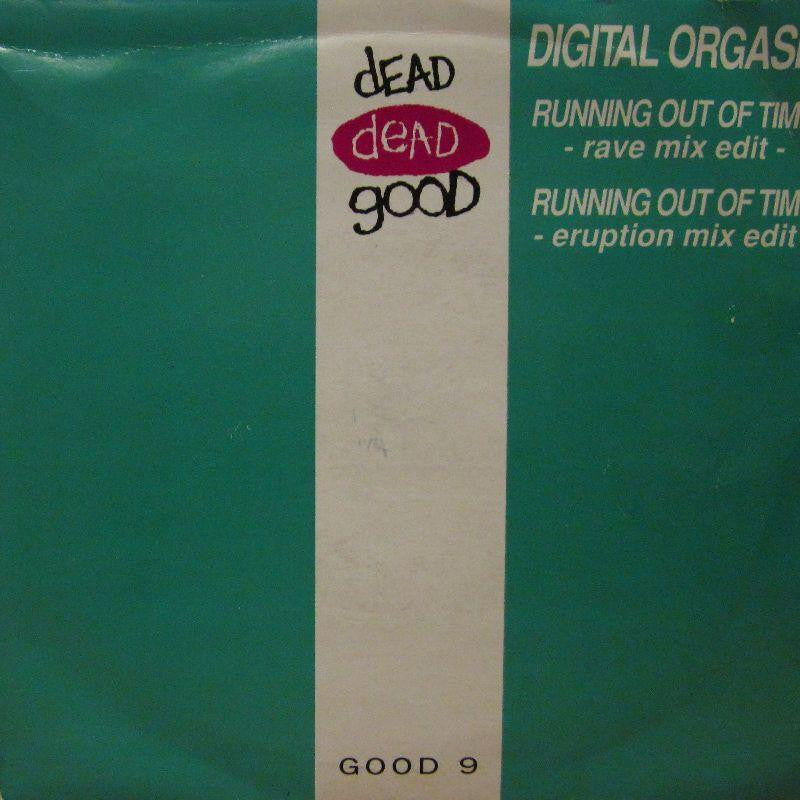 dEAD
deAD
gOOD
DIGITAL ORGAS
RUNNING OUT OF TIM
- rave mix edit -
RUNNING OUT OF TIM
- eruption mix edit
GOOD 9